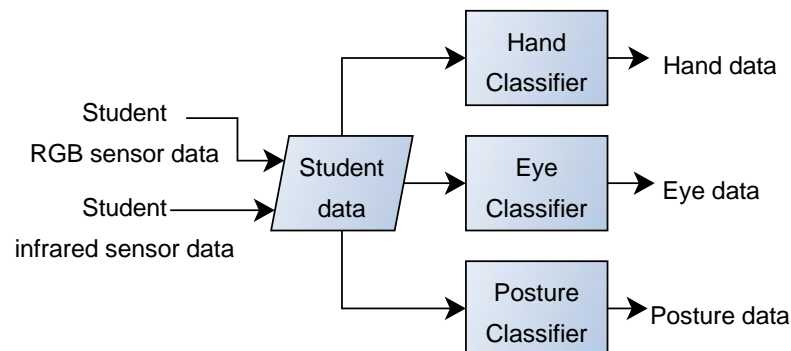 Student
RGB sensor data
Student
infrared sensor data
Student
data
Hand
Classifier
Hand data
Eye
Classifier
Eye data
Posture
Classifier
Posture data